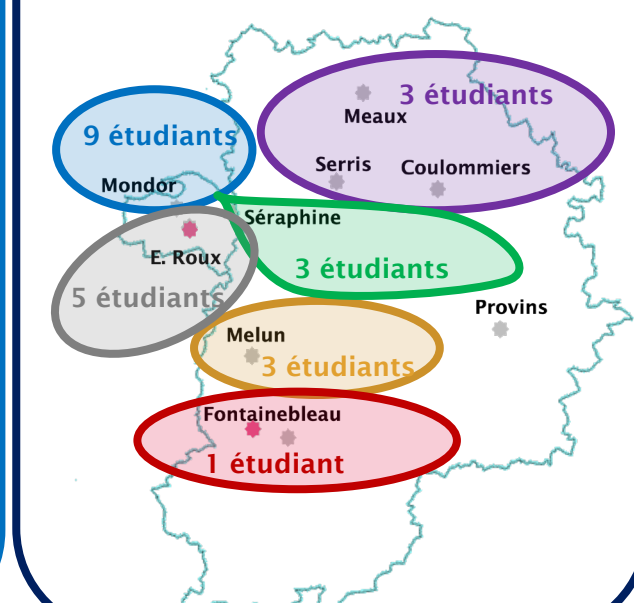 3 étudiants
Meaux
9 étudiants
Serris
Coulommiers
Mondor
Séraphine
E. Roux
3 étudiants
5 étudiants
Provins
Melun
3 étudiants
Fontainebleau
1 étudiant